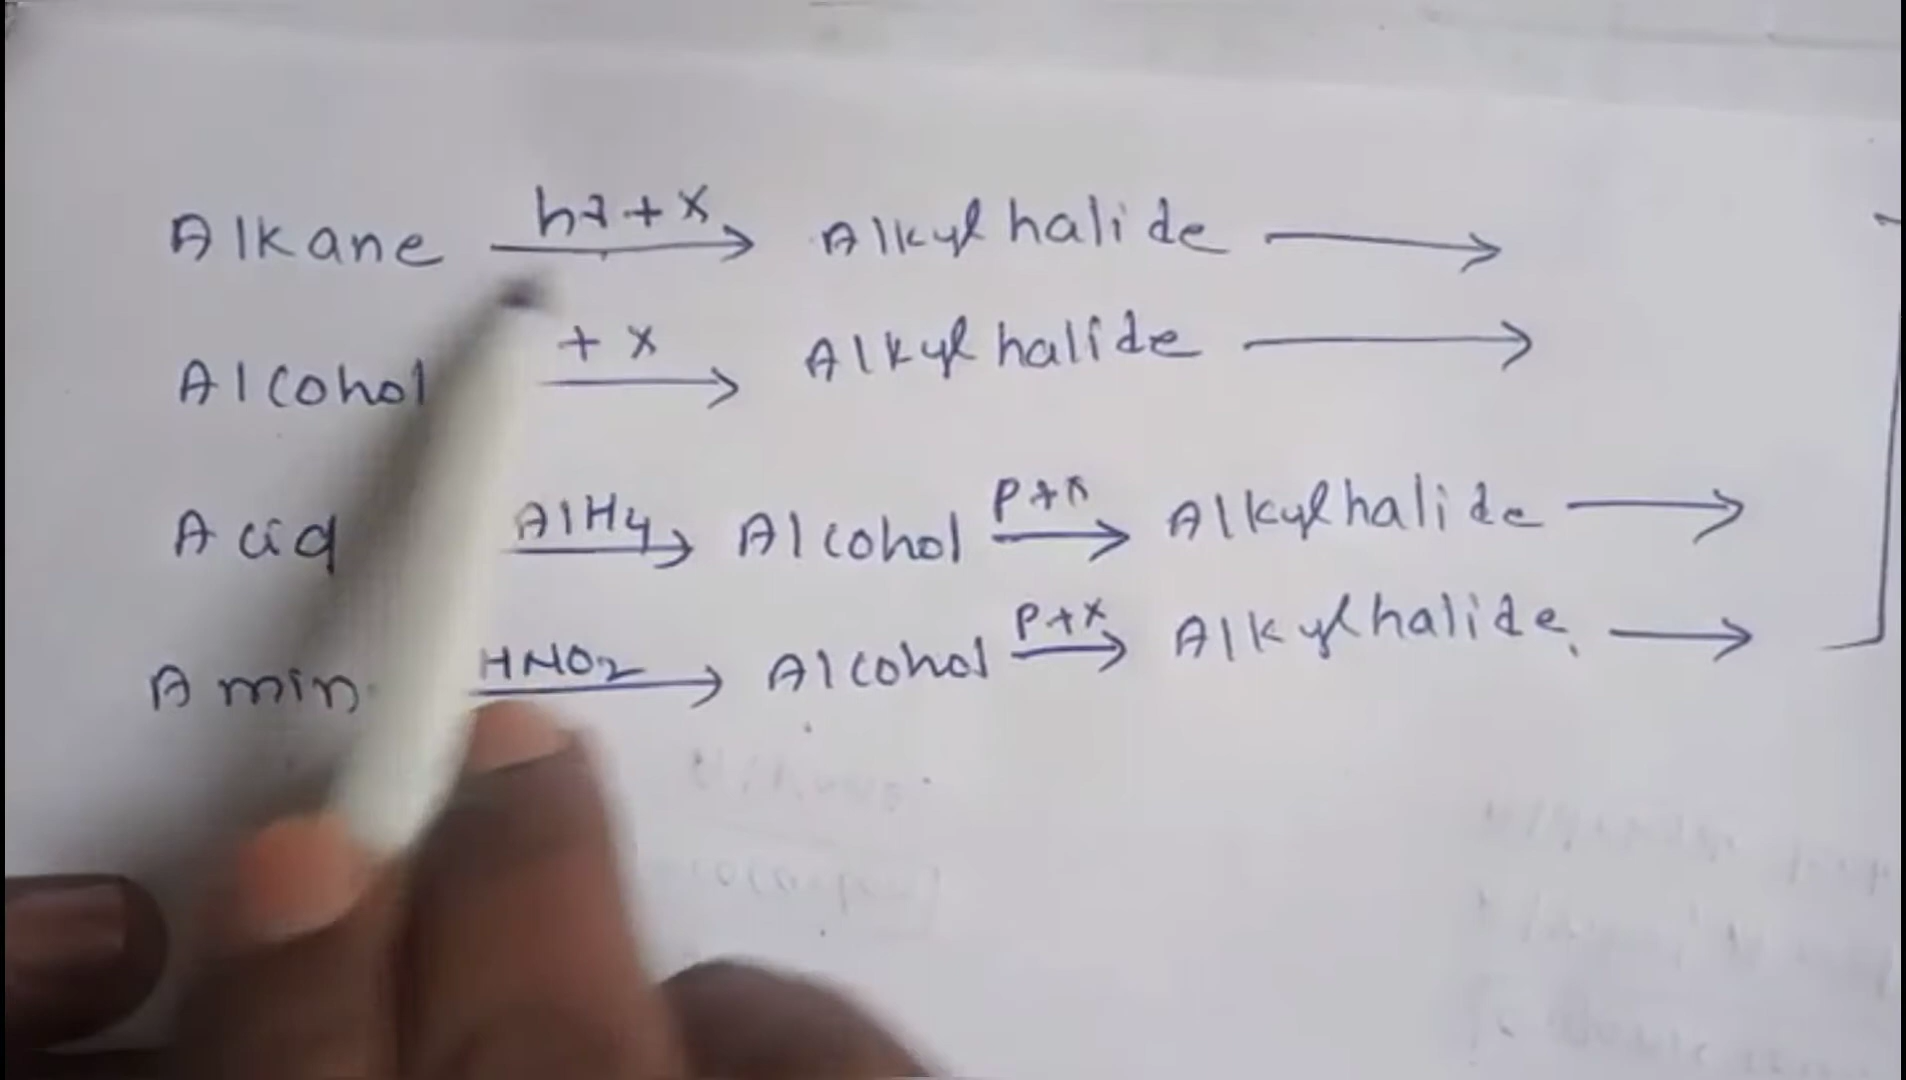 Alkane hν + X → Alkyl halide →
Alcohol + X → Alkyl halide →
Acid AlH4 → Alcohol P + X → Alkyl halide →
Amin HNO2 → Alcohol P + X → Alkyl halide →